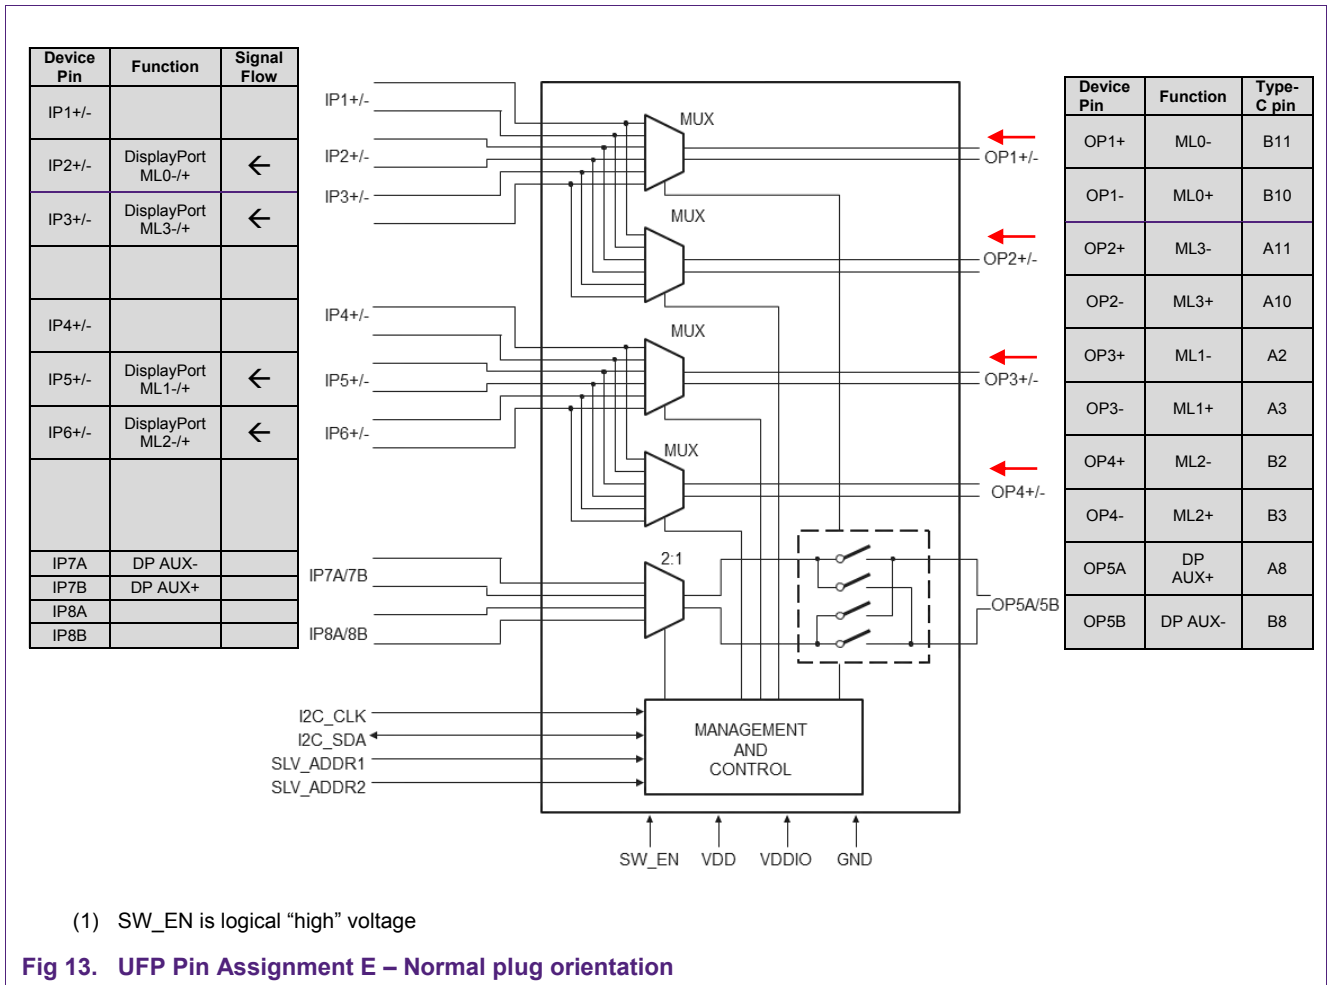 Device Pin Function Signal Flow
IP1+/-
IP2+/- DisplayPort ML0-/+ ←
IP3+/- DisplayPort ML3-/+ ←
IP4+/-
IP5+/- DisplayPort ML1-/+ ←
IP6+/- DisplayPort ML2-/+ ←
IP7A DP AUX-
IP7B DP AUX+
IP8A
IP8B
IP1+/-
IP2+/-
IP3+/-
IP4+/-
IP5+/-
IP6+/-
IP7A/7B
IP8A/8B
I2C_CLK
I2C_SDA
SLV_ADDR1
SLV_ADDR2
MUX
MUX
MUX
MUX
2:1
MANAGEMENT
AND
CONTROL
SW_EN VDD VDDIO GND
OP1+/-
OP2+/-
OP3+/-
OP4+/-
OP5A/5B
Device Pin Function Type-C pin
OP1+ ML0- B11
OP1- ML0+ B10
OP2+ ML3- A11
OP2- ML3+ A10
OP3+ ML1- A2
OP3- ML1+ A3
OP4+ ML2- B2
OP4- ML2+ B3
OP5A DP AUX+ A8
OP5B DP AUX- B8
(1) SW_EN is logical “high” voltage
Fig 13. UFP Pin Assignment E – Normal plug orientation